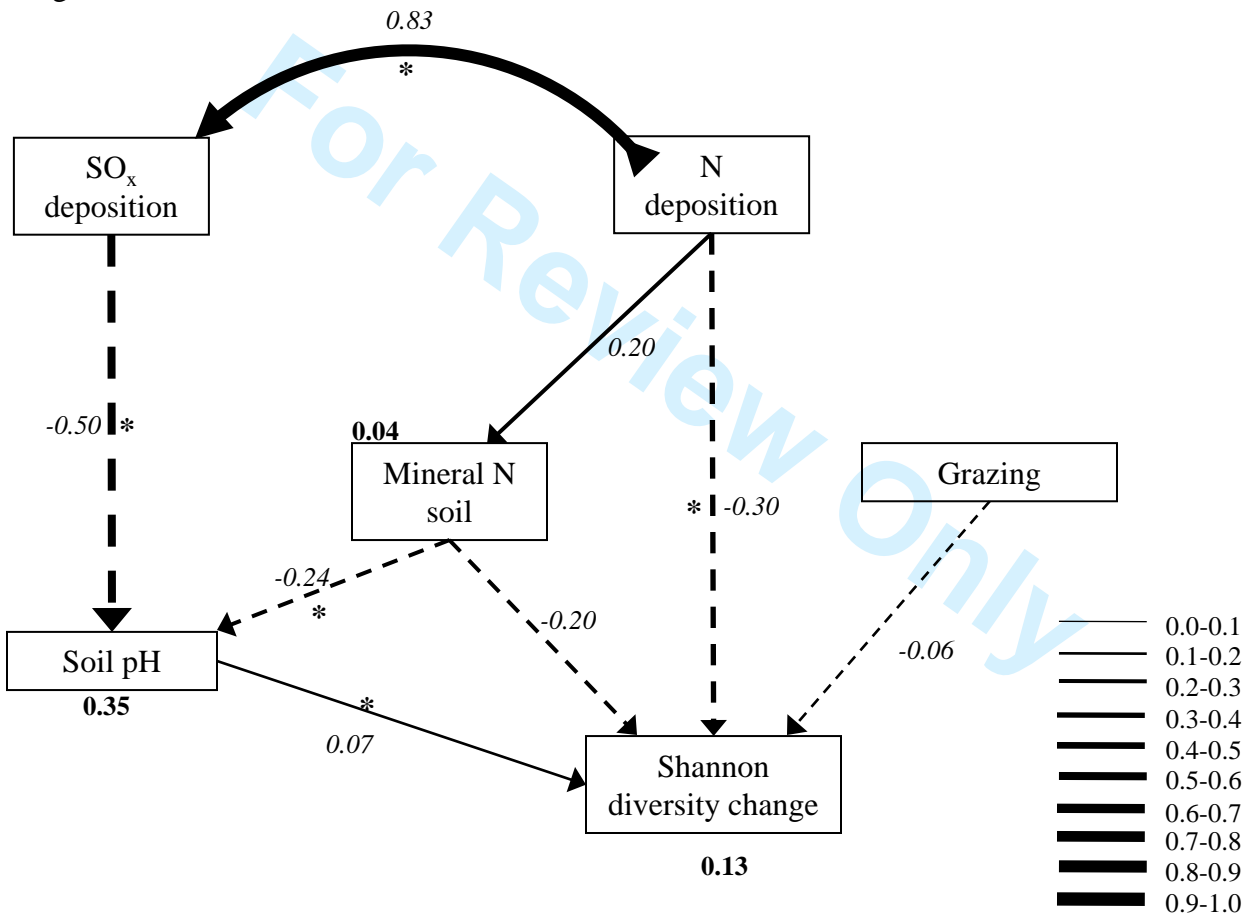 0.83
*
SOx
deposition
N
deposition
0.20
-0.50 *
0.04
Mineral N
soil
* -0.30
Grazing
-0.24
*
-0.20
-0.06
Soil pH
0.35
*
0.07
Shannon
diversity change
0.13
0.0-0.1
0.1-0.2
0.2-0.3
0.3-0.4
0.4-0.5
0.5-0.6
0.6-0.7
0.7-0.8
0.8-0.9
0.9-1.0
For Review Only